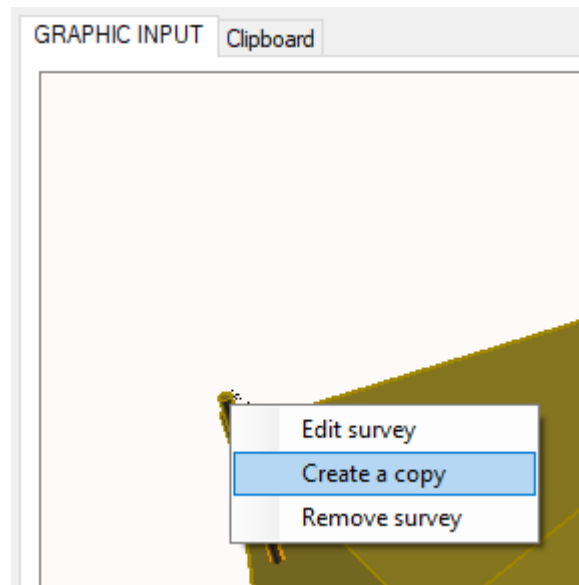 GRAPHIC INPUT Clipboard
Edit survey
Create a copy
Remove survey